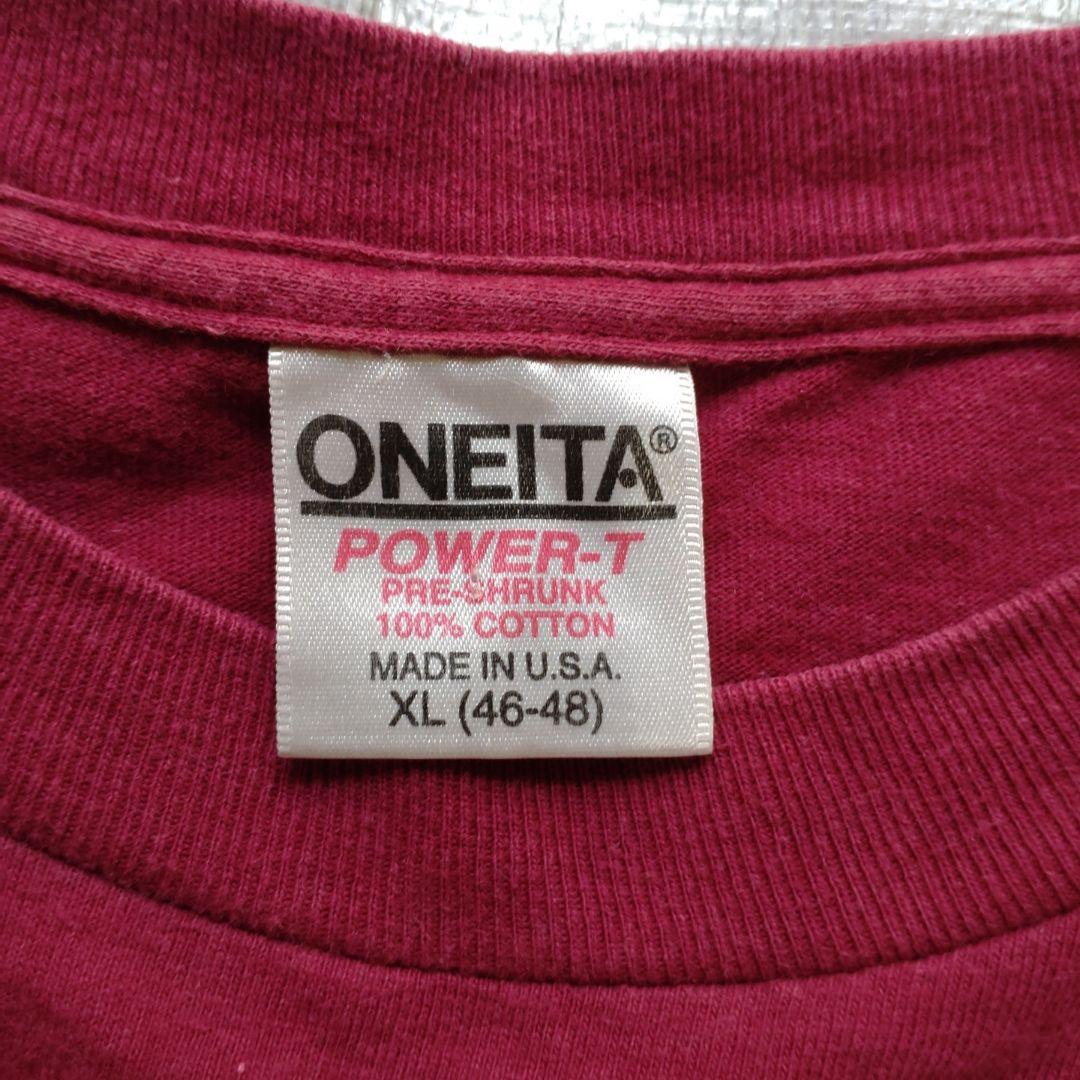 ONEITA®
POWER-T
PRE-SHRUNK
100% COTTON
MADE IN U.S.A.
XL (46-48)